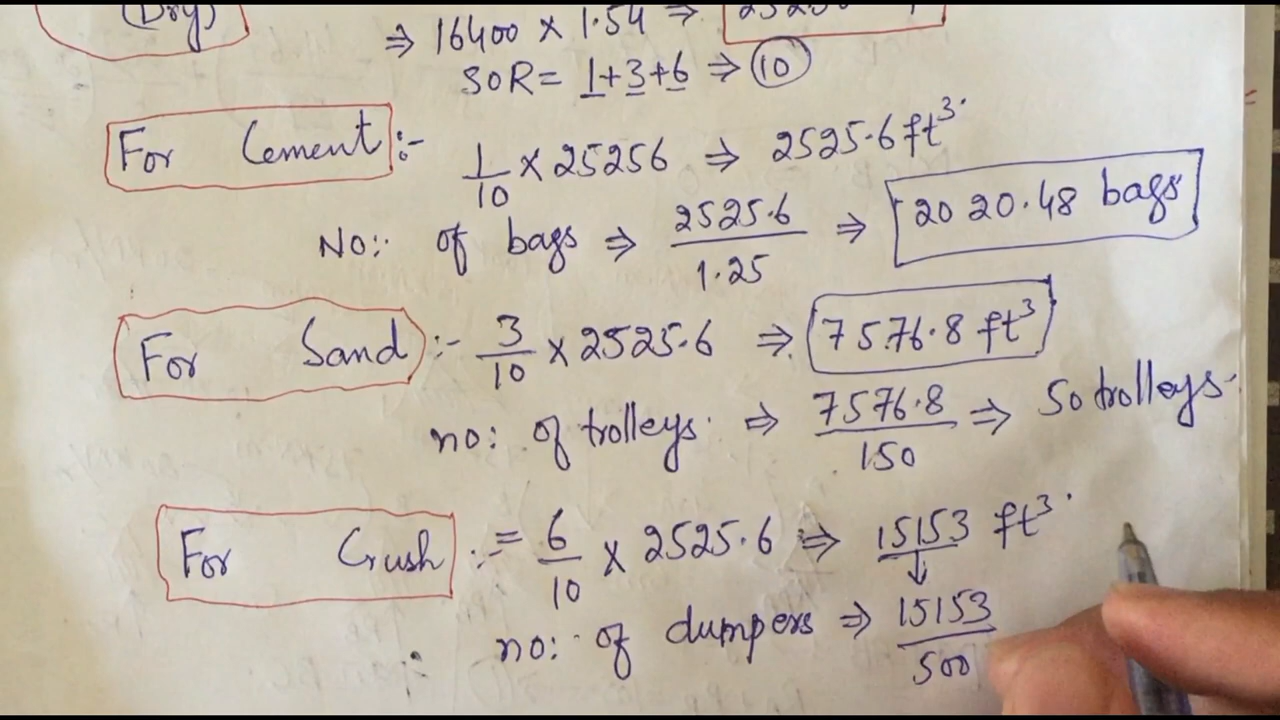 (Dry)
⇒ 16400 × 1.54 ⇒
SOR = 1+3+6 ⇒ 10
For Cement :- 1/10 × 25256 ⇒ 2525.6 ft³.
No:. of bags ⇒ 2525.6/1.25 ⇒ 2020.48 bags
For Sand :- 3/10 × 2525.6 ⇒ 7576.8 ft³
no: of trolleys. ⇒ 7576.8/150 ⇒ 50 trolleys.
For Crush := 6/10 × 2525.6 ⇒ 15153 ft³.
↓
no:. of dumpers ⇒ 15153/500